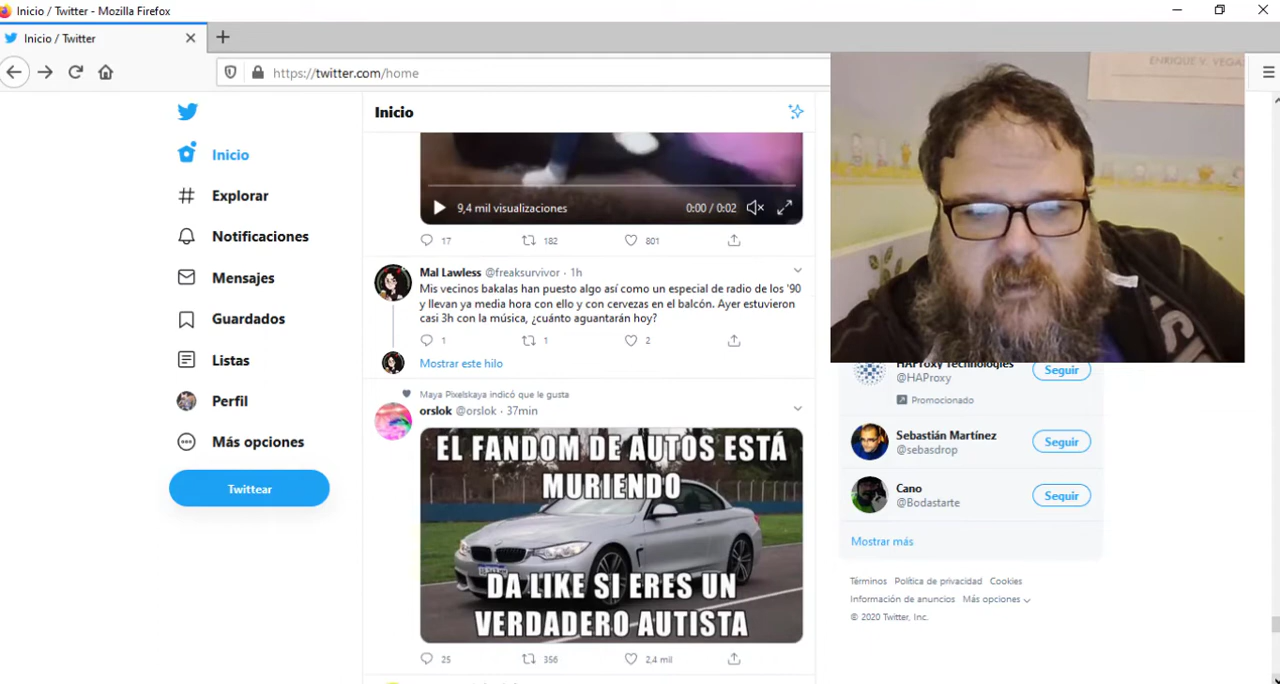 Inicio / Twitter - Mozilla Firefox
Inicio / Twitter
https://twitter.com/home
ENRIQUE V. VEGAS
Inicio
Inicio
Explorar
Notificaciones
Mensajes
Guardados
Listas
Perfil
Más opciones
Twittear
9,4 mil visualizaciones
0:00 / 0:02
17 182 801
Mal Lawless @freaksurvivor · 1h
Mis vecinos bakalas han puesto algo así como un especial de radio de los '90
y llevan ya media hora con ello y con cervezas en el balcón. Ayer estuvieron
casi 3h con la música, ¿cuánto aguantarán hoy?
1 1 2
Mostrar este hilo
Maya Pixelskaya indicó que le gusta
orslok @orslok · 37min
EL FANDOM DE AUTOS ESTÁ
MURIENDO
DA LIKE SI ERES UN
VERDADERO AUTISTA
25 356 2,4 mil
HAProxy Technologies
@HAProxy
Seguir
Promocionado
Sebastián Martínez
@sebasdrop
Seguir
Cano
@Bodastarte
Seguir
Mostrar más
Términos Política de privacidad Cookies
Información de anuncios Más opciones
© 2020 Twitter, Inc.